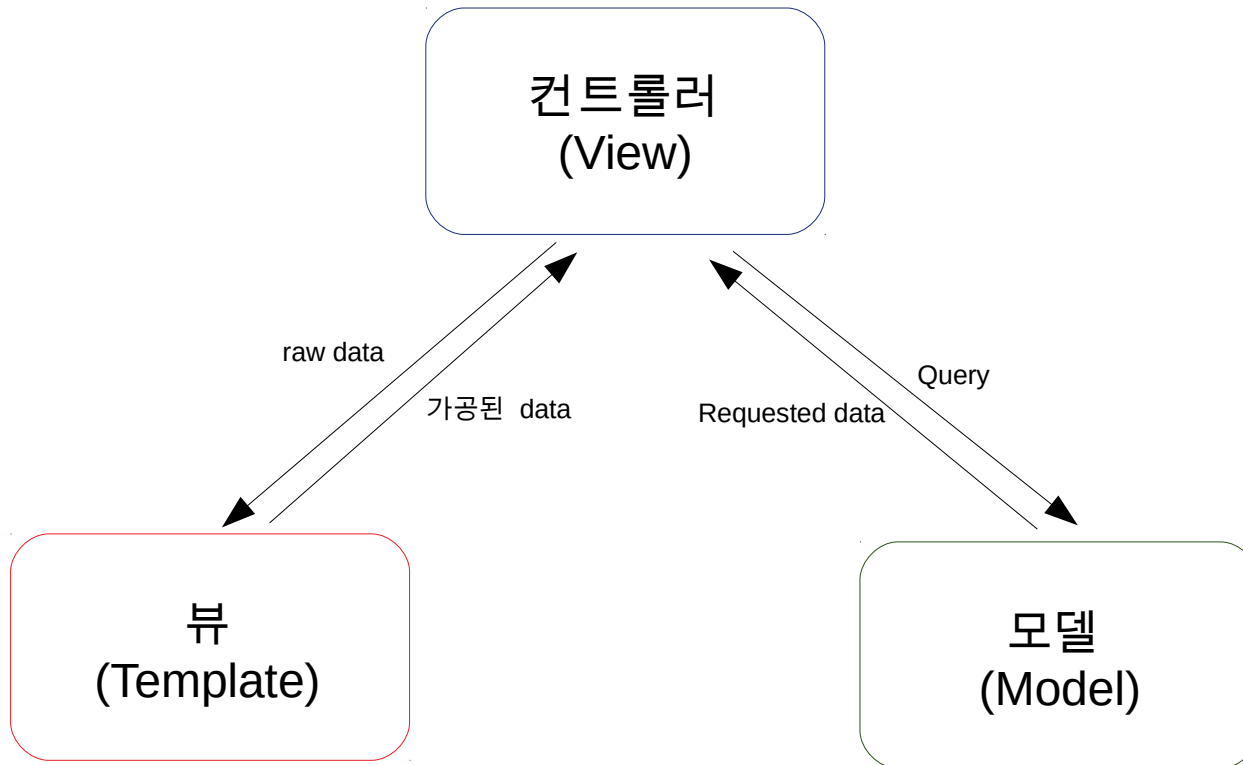 컨트롤러
(View)
raw data
가공된 data
Query
Requested data
뷰
(Template)
모델
(Model)